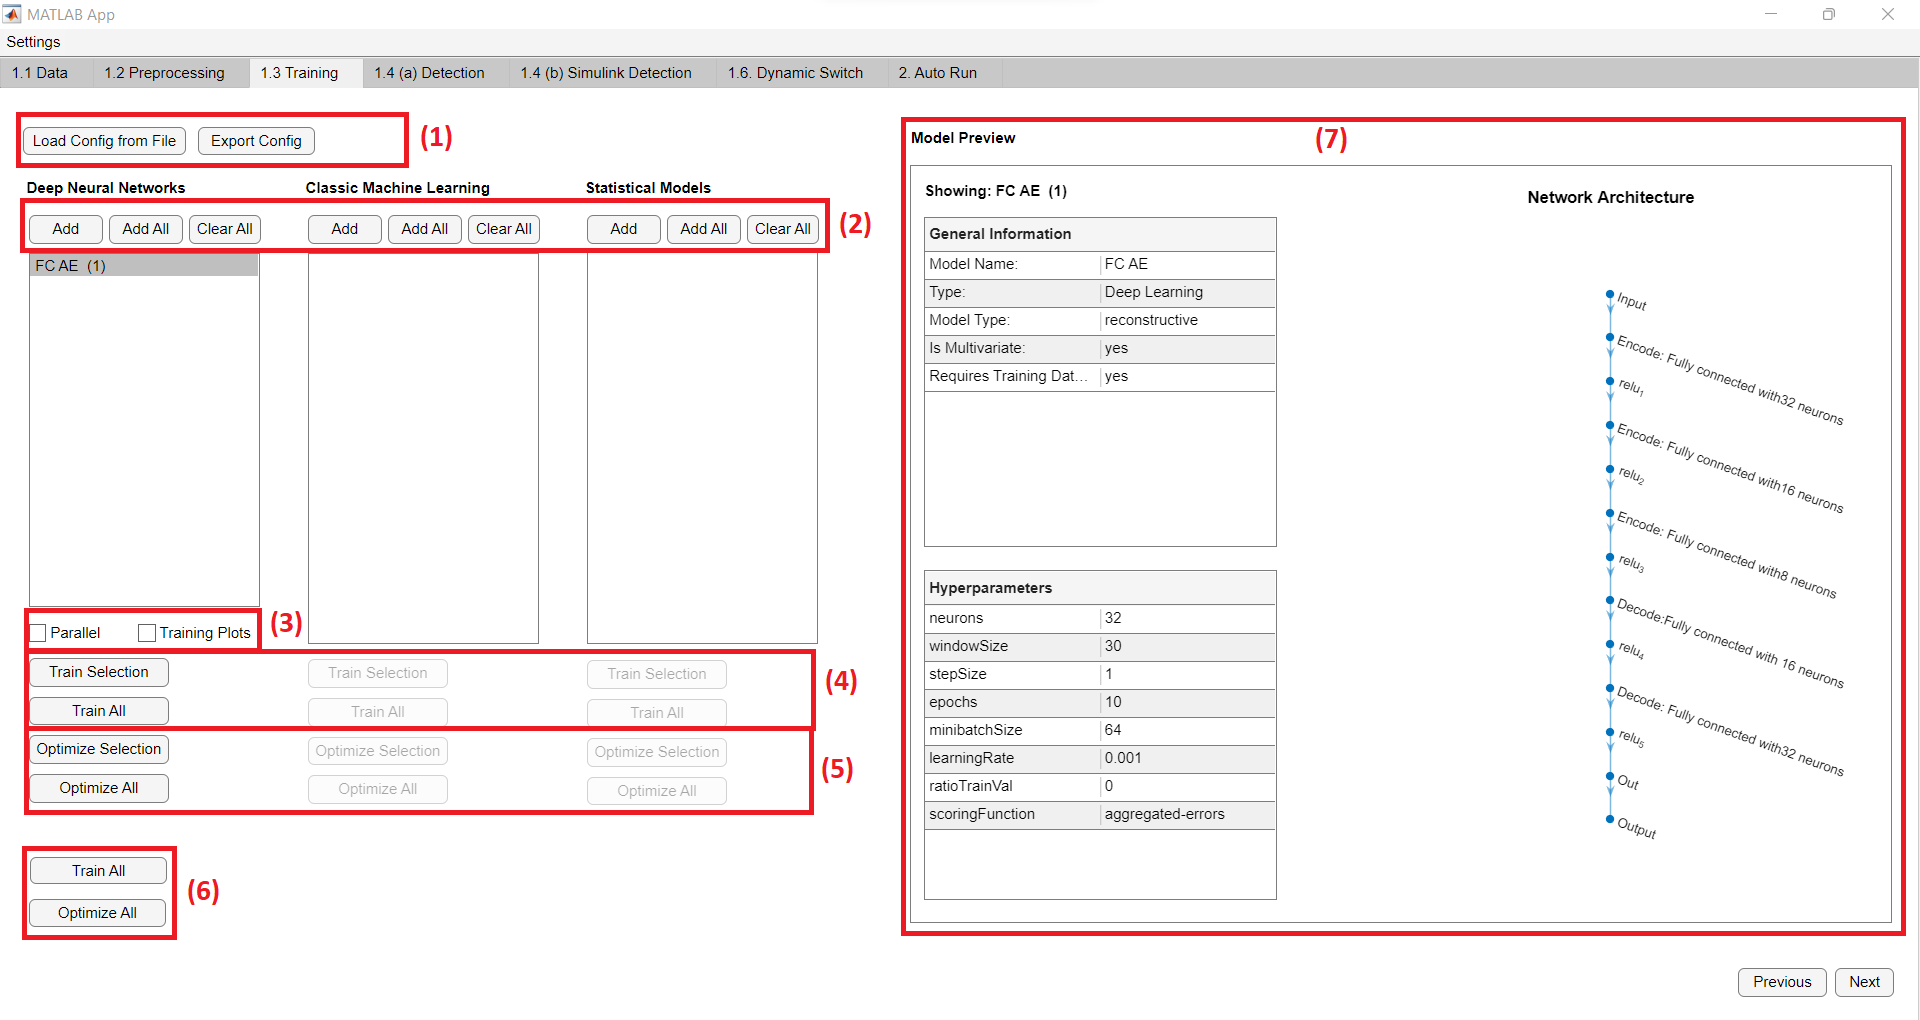 MATLAB App
Settings
1.1 Data 1.2 Preprocessing 1.3 Training 1.4 (a) Detection 1.4 (b) Simulink Detection 1.6. Dynamic Switch 2. Auto Run
Load Config from File Export Config (1)
Deep Neural Networks Classic Machine Learning Statistical Models
Add Add All Clear All Add Add All Clear All Add Add All Clear All (2)
FC AE (1)
Parallel Training Plots (3)
Train Selection Train Selection Train Selection (4)
Train All Train All Train All
Optimize Selection Optimize Selection Optimize Selection (5)
Optimize All Optimize All Optimize All
Train All
Optimize All
(6)
Model Preview (7)
Showing: FC AE (1)
General Information
Model Name: FC AE
Type: Deep Learning
Model Type: reconstructive
Is Multivariate: yes
Requires Training Dat... yes
Hyperparameters
neurons 32
windowSize 30
stepSize 1
epochs 10
minibatchSize 64
learningRate 0.001
ratioTrainVal 0
scoringFunction aggregated-errors
Network Architecture
Input
Encode: Fully connected with32 neurons
relu1
Encode: Fully connected with16 neurons
relu2
Encode: Fully connected with8 neurons
relu3
Decode:Fully connected with 16 neurons
relu4
Decode: Fully connected with32 neurons
relu5
Out
Output
Previous Next